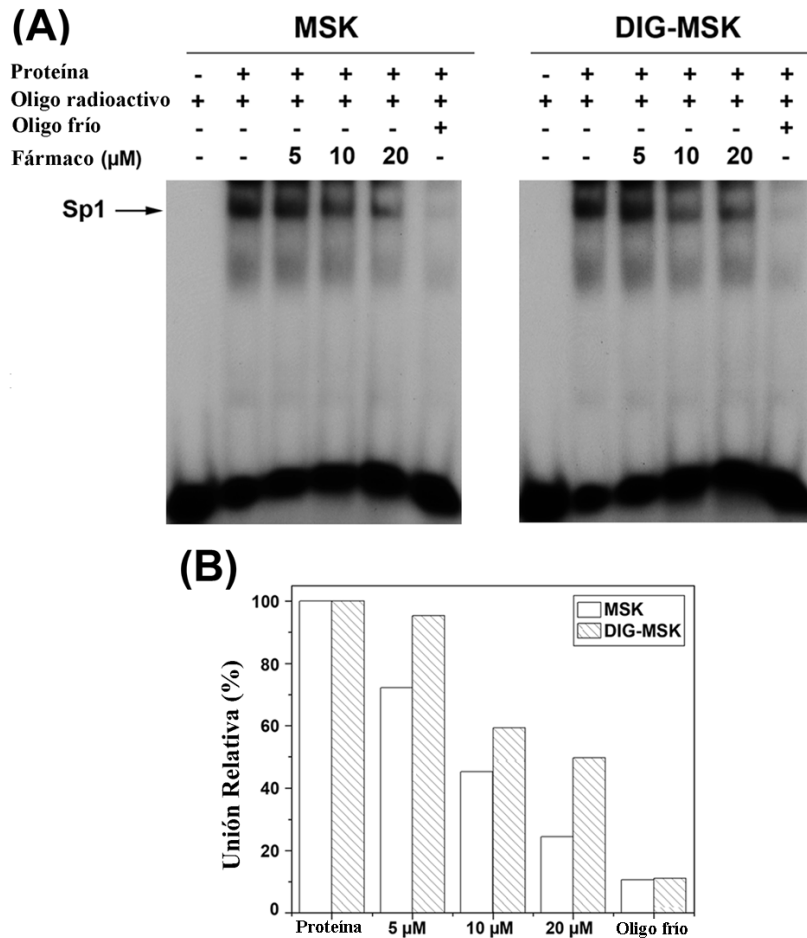 (A)
MSK
DIG-MSK
Proteína - + + + + + - + + + + +
Oligo radioactivo + + + + + + + + + + + +
Oligo frío - - - - + - - - - +
Fármaco (µM) - - 5 10 20 - - - 5 10 20 -
Sp1
(B)
MSK
DIG-MSK
Unión Relativa (%)
100
80
60
40
20
0
Proteína 5 µM 10 µM 20 µM Oligo frío